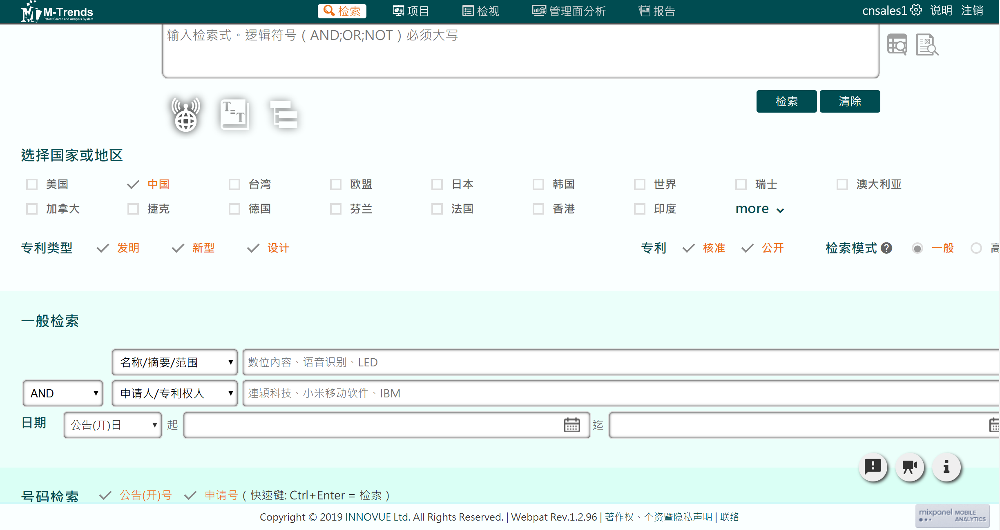 M-Trends
Patent Search and Analysis System
检索 项目 检视 管理面分析 报告 cnsales1 说明 注销
输入检索式。逻辑符号（AND;OR;NOT）必须大写
T=T
检索 清除
选择国家或地区
美国 中国 台湾 欧盟 日本 韩国 世界 瑞士 澳大利亚
加拿大 捷克 德国 芬兰 法国 香港 印度 more
专利类型 发明 新型 设计 专利 核准 公开 检索模式 ? 一般
一般检索
名称/摘要/范围 數位內容、语音识别、LED
AND 申请人/专利权人 連穎科技、小米移动软件、IBM
日期 公告(开)日 起 迄
号码检索 公告(开)号 申请号（快速键: Ctrl+Enter = 检索）
Copyright © 2019 INNOVUE Ltd. All Rights Reserved. | Webpat Rev.1.2.96 | 著作权、个资暨隐私声明 | 联络
mixpanel MOBILE ANALYTICS